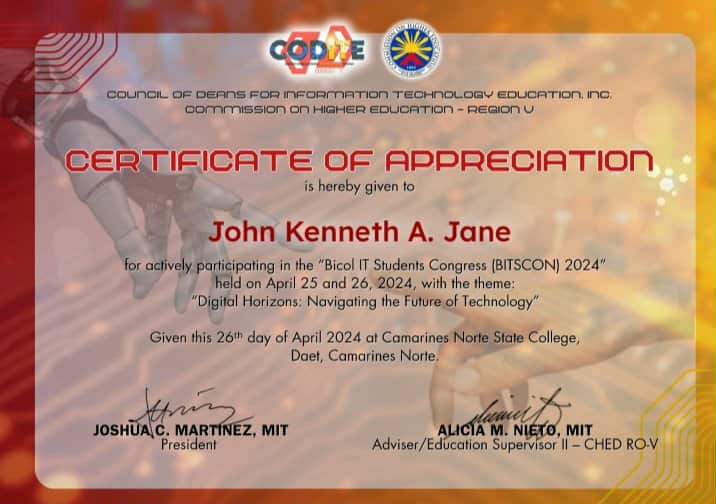 CODITE
COUNCIL OF DEANS FOR INFORMATION TECHNOLOGY EDUCATION, INC.
COMMISSION ON HIGHER EDUCATION - REGION V
CERTIFICATE OF APPRECIATION
is hereby given to
John Kenneth A. Jane
for actively participating in the "Bicol IT Students Congress (BITSCON) 2024"
held on April 25 and 26, 2024, with the theme:
"Digital Horizons: Navigating the Future of Technology"
Given this 26th day of April 2024 at Camarines Norte State College,
Daet, Camarines Norte.
JOSHUA C. MARTINEZ, MIT
President
ALICIA M. NIETO, MIT
Adviser/Education Supervisor II – CHED RO-V